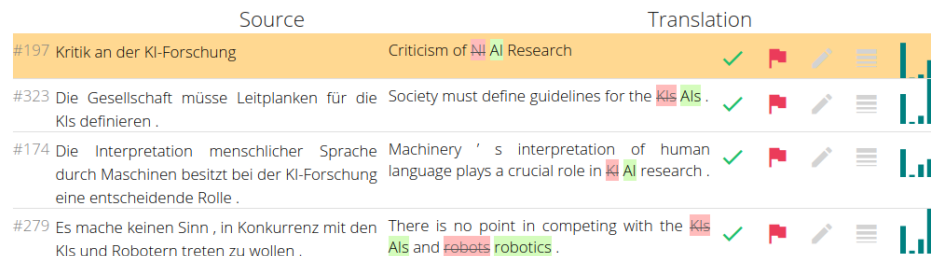 Source Translation
#197 Kritik an der KI-Forschung Criticism of NI AI Research
#323 Die Gesellschaft müsse Leitplanken für die Society must define guidelines for the KIs AIs .
KIs definieren .
#174 Die Interpretation menschlicher Sprache Machinery ’ s interpretation of human
durch Maschinen besitzt bei der KI-Forschung language plays a crucial role in KI AI research .
eine entscheidende Rolle .
#279 Es mache keinen Sinn , in Konkurrenz mit den There is no point in competing with the KIs
KIs und Robotern treten zu wollen . AIs and robots robotics .